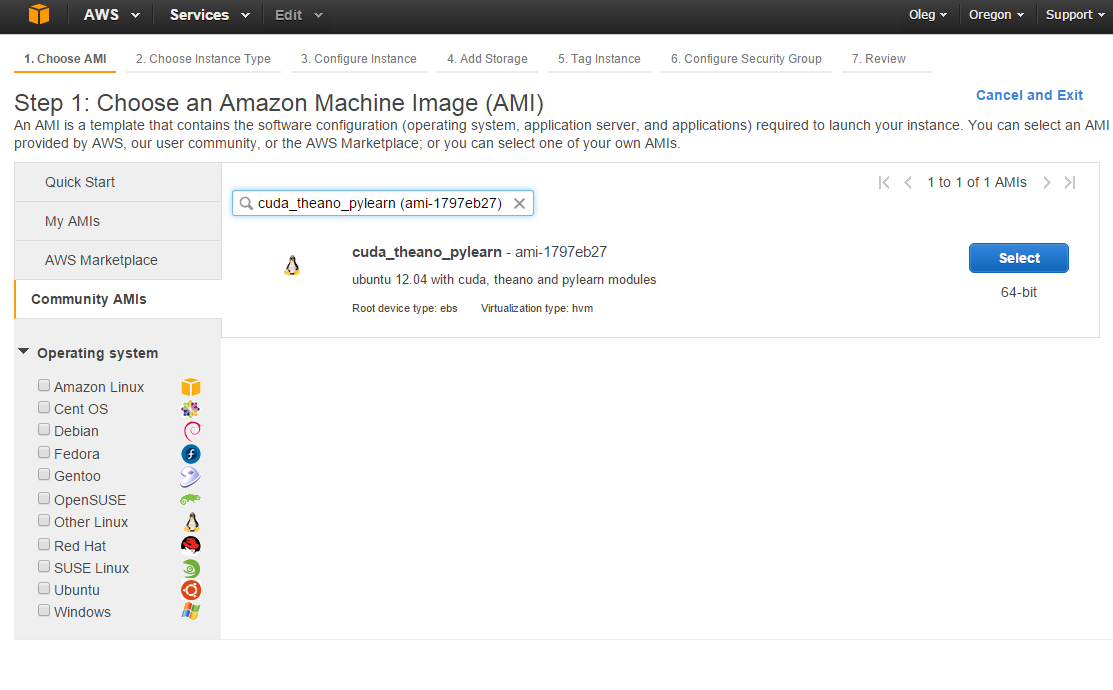 AWS Services Edit Oleg Oregon Support
1. Choose AMI 2. Choose Instance Type 3. Configure Instance 4. Add Storage 5. Tag Instance 6. Configure Security Group 7. Review
Step 1: Choose an Amazon Machine Image (AMI)
Cancel and Exit
An AMI is a template that contains the software configuration (operating system, application server, and applications) required to launch your instance. You can select an AMI
provided by AWS, our user community, or the AWS Marketplace; or you can select one of your own AMIs.
Quick Start
My AMIs
AWS Marketplace
Community AMIs
Operating system
Amazon Linux
Cent OS
Debian
Fedora
Gentoo
OpenSUSE
Other Linux
Red Hat
SUSE Linux
Ubuntu
Windows
1 to 1 of 1 AMIs
cuda_theano_pylearn (ami-1797eb27)
cuda_theano_pylearn - ami-1797eb27
ubuntu 12.04 with cuda, theano and pylearn modules
Root device type: ebs Virtualization type: hvm
Select
64-bit